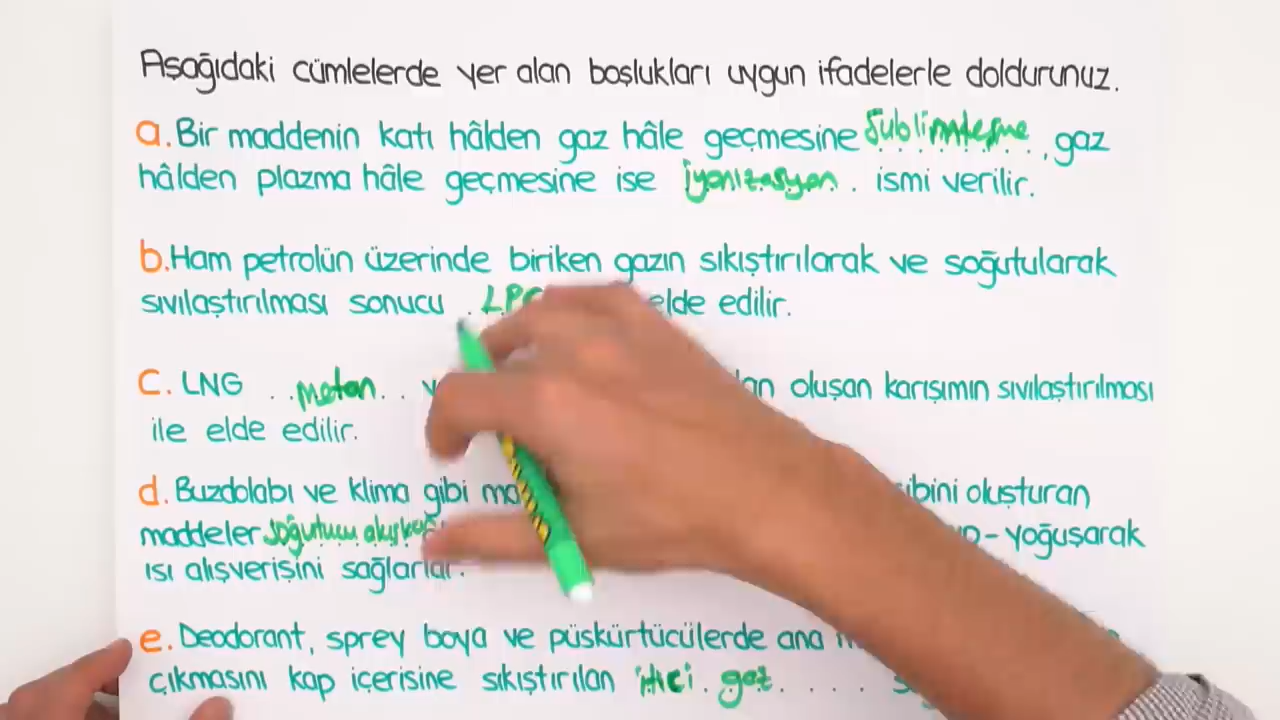 Aşağıdaki cümlelerde yer alan boşlukları uygun ifadelerle doldurunuz.
a. Bir maddenin katı hâlden gaz hâle geçmesine Süblimleşme, gaz
hâlden plazma hâle geçmesine ise iyonizasyon. ismi verilir.
b. Ham petrolün üzerinde biriken gazın sıkıştırılarak ve soğutularak
sıvılaştırılması sonucu . LPG elde edilir.
C. LNG .. metan .. oluşan karışımın sıvılaştırılması
ile elde edilir.
d. Buzdolabı ve klima gibi oluşturan
maddeler soğutucu - yoğuşarak
ısı alışverişini sağlarlar.
e. Deodorant, sprey boya ve püskürtücülerde ana
çıkmasını kap içerisine sıkıştırılan itici . gaz . . . .